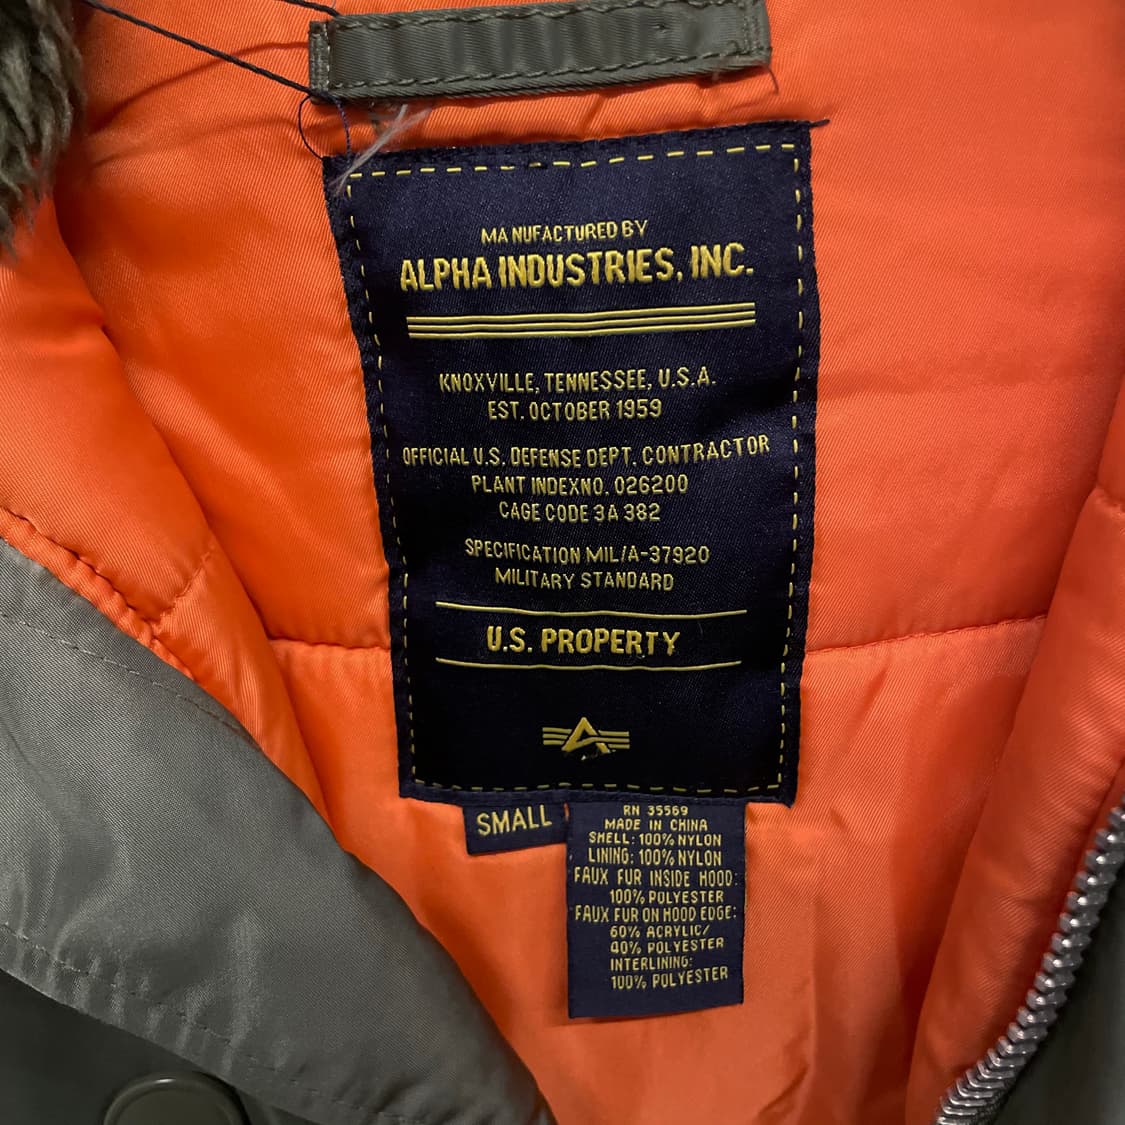 MANUFACTURED BY
ALPHA INDUSTRIES, INC.
KNOXVILLE, TENNESSEE, U.S.A.
EST. OCTOBER 1959
OFFICIAL U.S. DEFENSE DEPT. CONTRACTOR
PLANT INDEXNO. 026200
CAGE CODE 3A 382
SPECIFICATION MIL/A-37920
MILITARY STANDARD
U.S. PROPERTY
SMALL
RN 35569
MADE IN CHINA
SHELL: 100% NYLON
LINING: 100% NYLON
FAUX FUR INSIDE HOOD:
100% POLYESTER
FAUX FUR ON HOOD EDGE:
60% ACRYLIC/
40% POLYESTER
INTERLINING:
100% POLYESTER